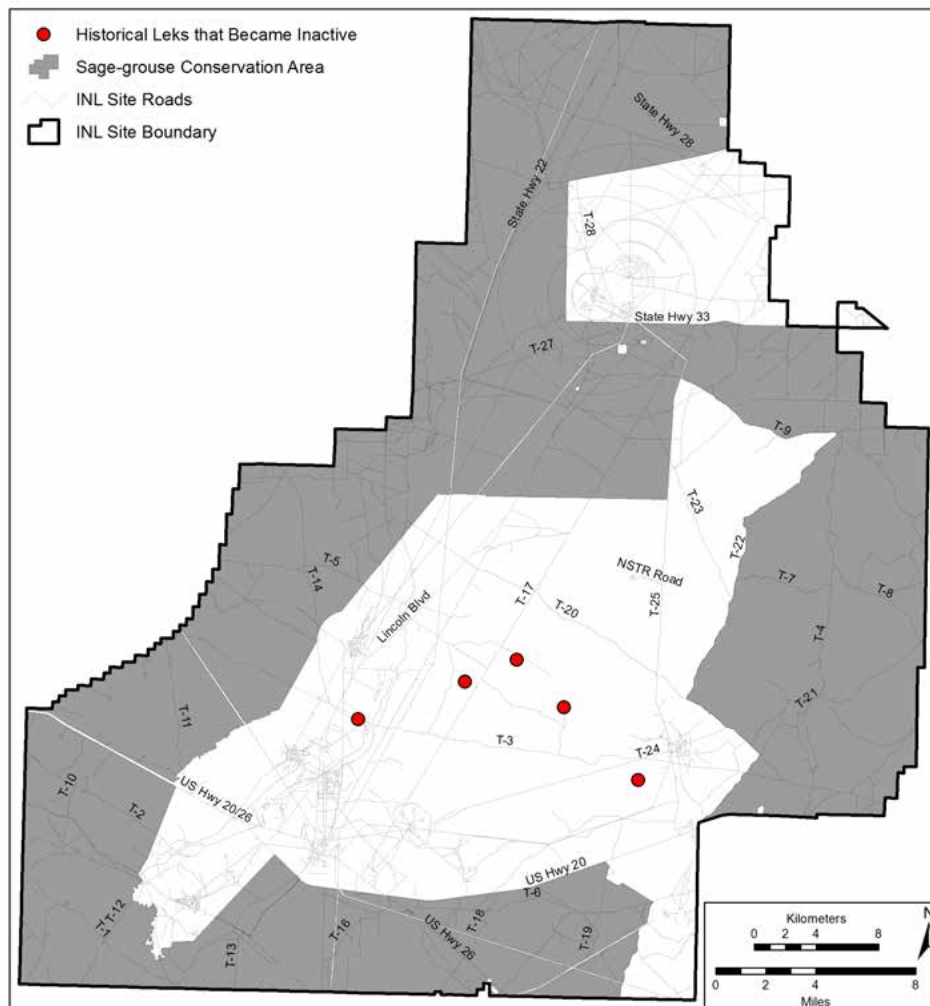 Historical Leks that Became Inactive
Sage-grouse Conservation Area
INL Site Roads
INL Site Boundary
State Hwy 28
State Hwy 22
T-28
State Hwy 33
T-27
T-9
T-23
T-22
T-5
T-14
NSTR Road
T-7
T-8
T-17
T-20
T-25
T-4
Lincoln Blvd
T-21
T-11
T-3
T-24
T-10
US Hwy 20/26
T-2
US Hwy 20
T-6
T-12
T-18
T-16
US Hwy 26
T-19
T-13
N
Kilometers
0 2 4 8
0 2 4 8
Miles